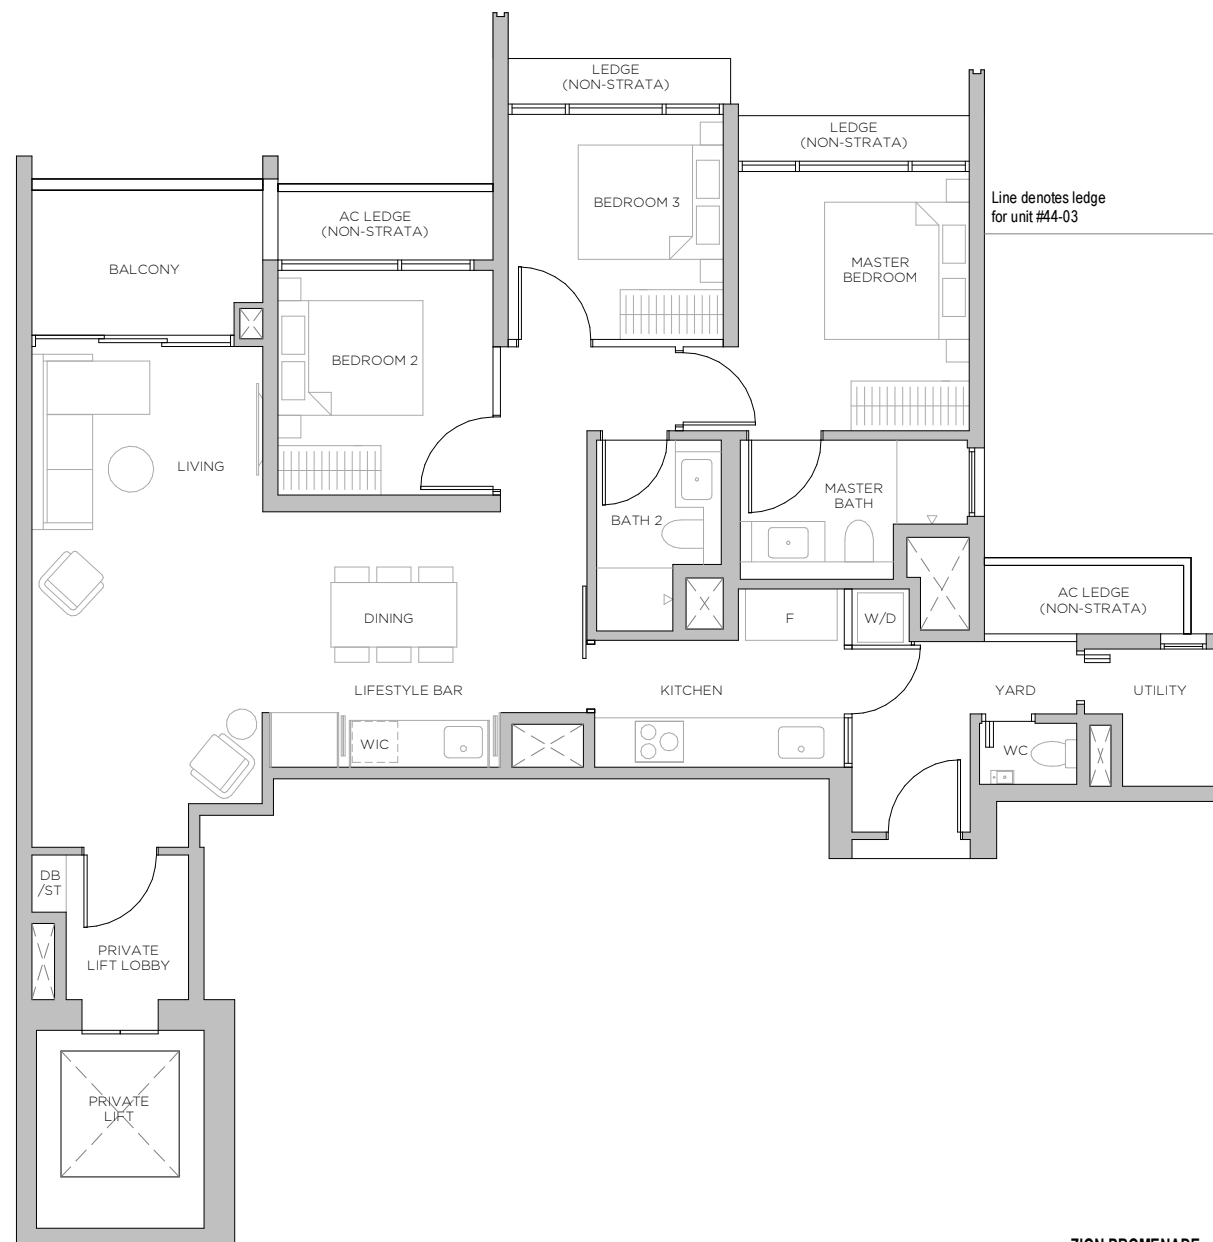 LEDGE
(NON-STRATA)
LEDGE
(NON-STRATA)
Line denotes ledge
for unit #44-03
BEDROOM 3
AC LEDGE
(NON-STRATA)
BALCONY
MASTER
BEDROOM
BEDROOM 2
LIVING
MASTER
BATH
BATH 2
AC LEDGE
(NON-STRATA)
DINING
F
W/D
LIFESTYLE BAR
KITCHEN
YARD
UTILITY
WIC
WC
DB
/ST
PRIVATE
LIFT LOBBY
PRIVATE
LIFT
ZION PROMENADE